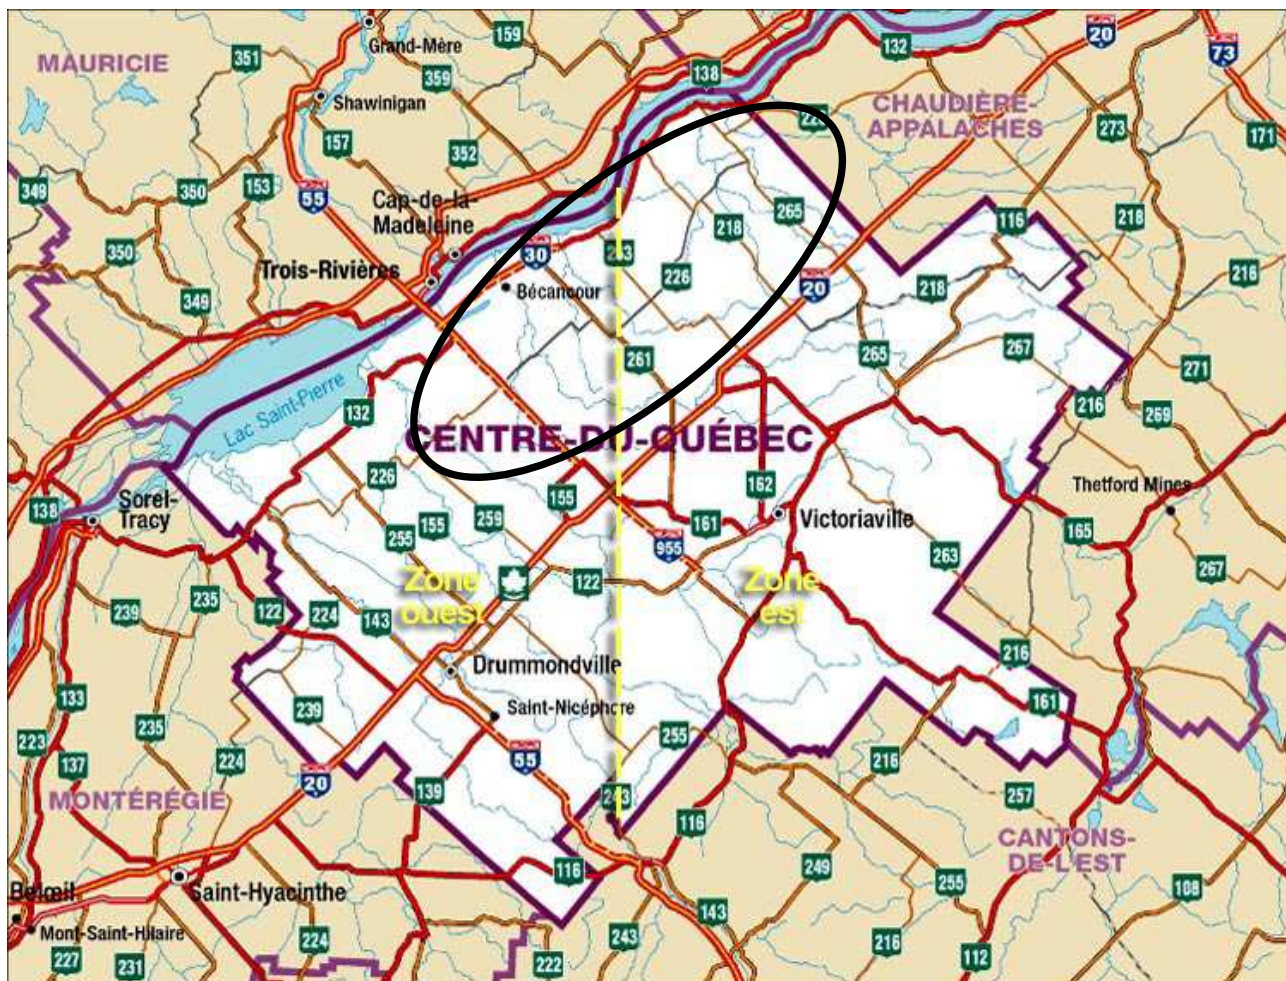 20
159
132
73
351
Grand-Mère
MAURICIE
359
138
Shawinigan
CHAUDIÈRE-
APPALACHES
273
171
157
352
349
350
153
55
Cap-de-la-
Madeleine
265
116
218
218
350
30
Trois-Rivières
226
216
349
Bécancour
20
218
261
265
267
271
Lac Saint-Pierre
132
216
269
CENTRE-DU-QUÉBEC
226
155
162
Thetford Mines
138
Sorel-
Tracy
255
155
259
161
Victoriaville
165
955
263
Zone
ouest
122
Zone
est
267
239
235
122
224
143
216
Drummondville
133
239
Saint-Nicéphore
161
223
235
224
255
55
216
137
20
139
243
257
MONTÉRÉGIE
116
CANTONS-
DE-L'EST
116
249
255
108
Belœil
Saint-Hyacinthe
143
Mont-Saint-Hilaire
224
243
216
227
231
222
112